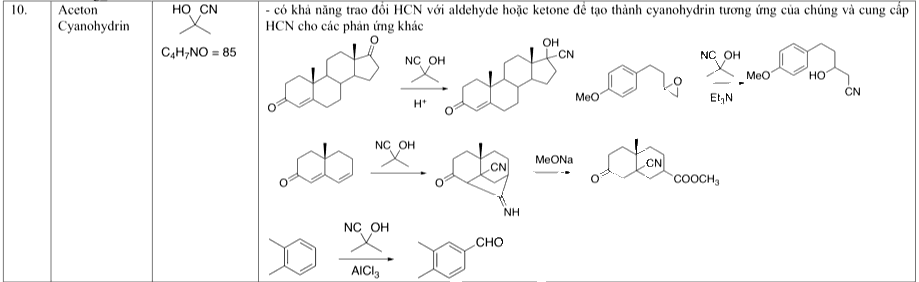 10.
Aceton
Cyanohydrin
HO CN
C₄H₇NO = 85
- có khả năng trao đổi HCN với aldehyde hoặc ketone để tạo thành cyanohydrin tương ứng của chúng và cung cấp
HCN cho các phản ứng khác
O
O
NC OH
H⁺
OH
CN
O
MeO
O
NC OH
Et₃N
MeO
HO
CN
O
NC OH
O
CN
NH
MeONa
O
CN
COOCH₃
NC OH
AlCl₃
CHO